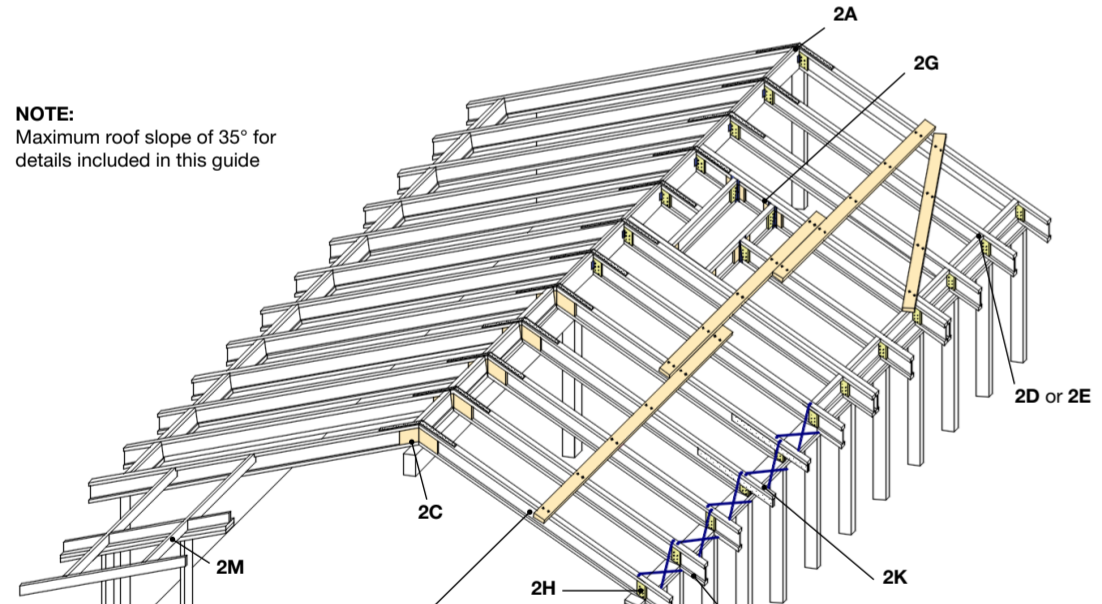 2A
2G
NOTE:
Maximum roof slope of 35° for
details included in this guide
2D or 2E
2C
2M
2K
2H